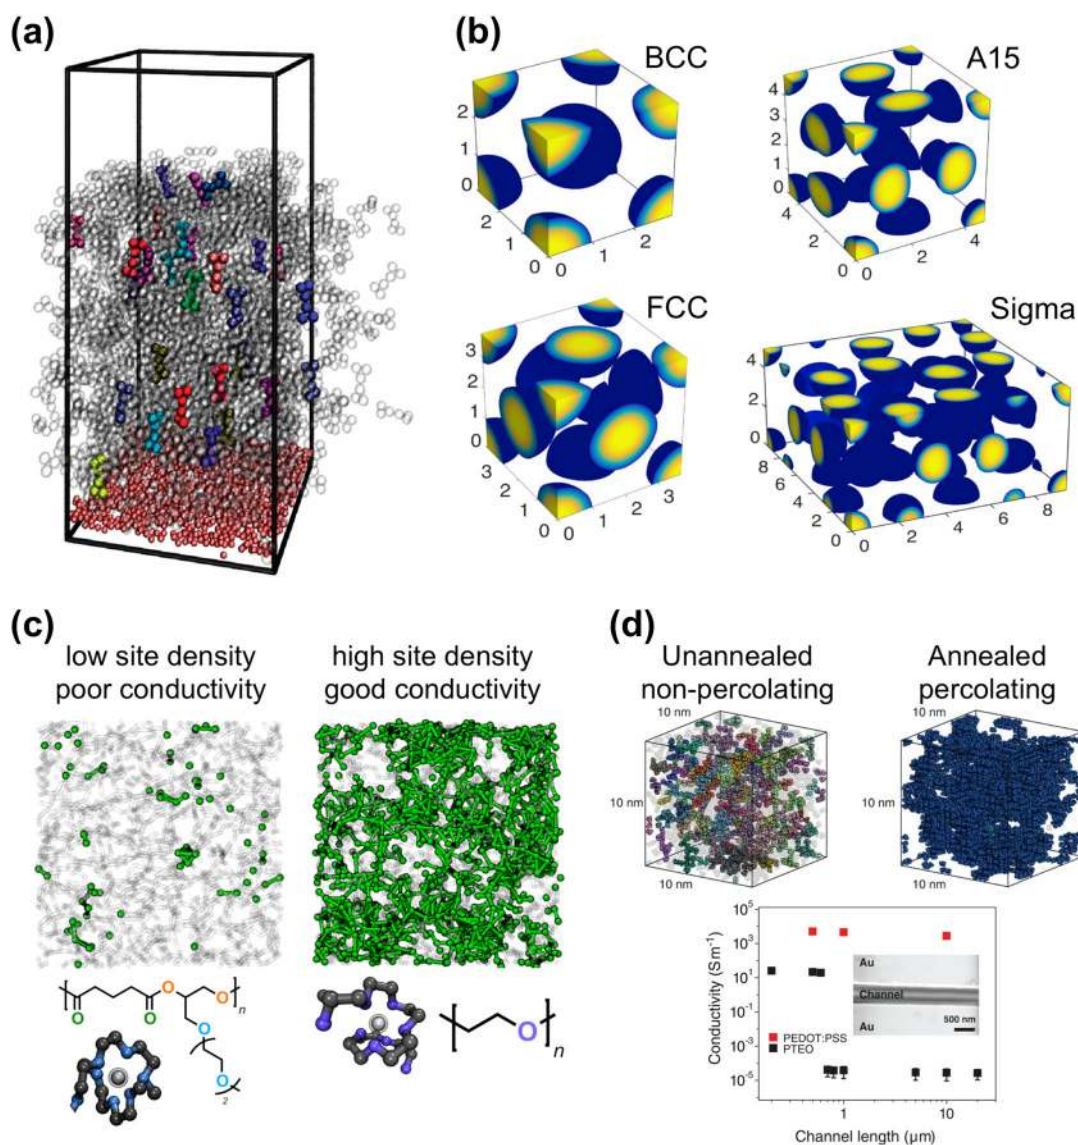 (a)
(b)
BCC
2
1
0
2
1
0
0
1
2
A15
4
3
2
1
0
4
2
0
0
2
4
FCC
3
2
1
0
3
2
1
0
0
1
2
3
Sigma
4
2
0
8
6
4
2
0
0
2
4
6
8
(c)
low site density
poor conductivity
high site density
good conductivity
O
O
O
O
n
O
O
2
O
n
(d)
Unannealed
non-percolating
Annealed
percolating
10 nm
10 nm
10 nm
10 nm
10 nm
10 nm
Conductivity (S m⁻¹)
10⁵
10³
10¹
10⁻¹
10⁻³
10⁻⁵
Au
Channel
Au
500 nm
PEDOT:PSS
PTEO
1
10
Channel length (µm)